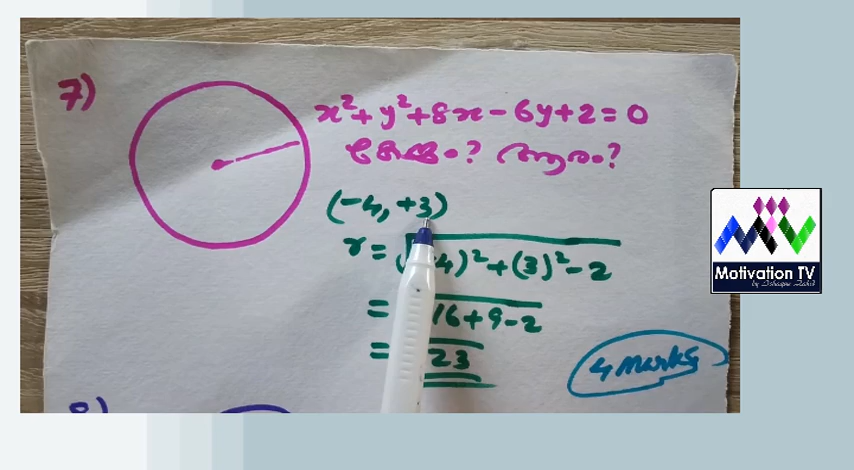 7)
x² + y² + 8x - 6y + 2 = 0
കേന്ദ്രം? ആരം?
(-4, +3)
r = 4)² + (3)² - 2
= 16 + 9 - 2
= 23
4 Marks
8)
Motivation TV